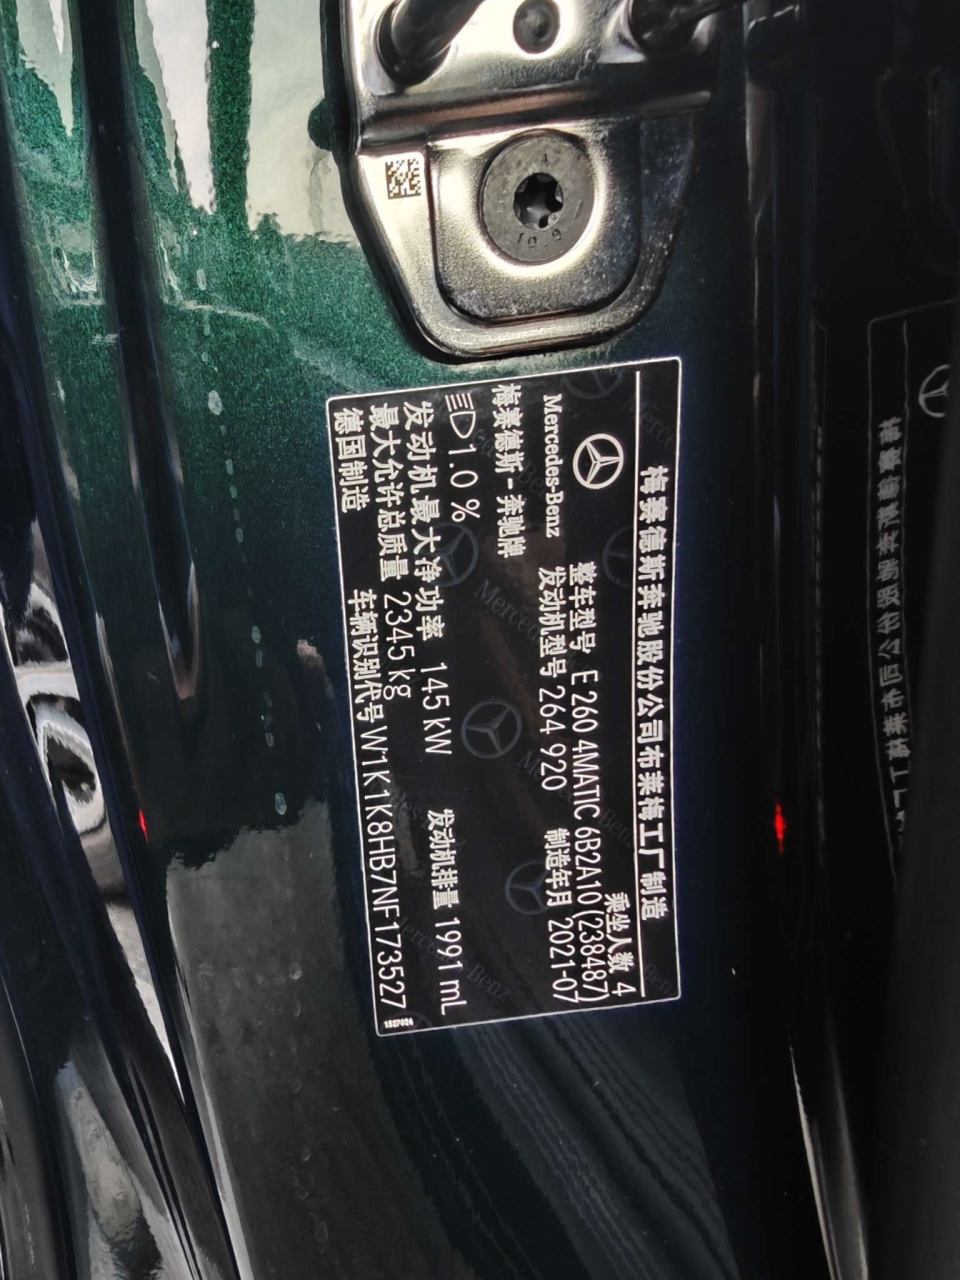 梅赛德斯奔驰股份公司布莱梅工厂制造
乘坐人数 4
整车型号 E 260 4MATIC 6B2A10 (238487)
Mercedes-Benz
发动机型号 264 920
制造年月 2021-07
梅赛德斯-奔驰牌
1.0 %
发动机最大净功率 145 kW
发动机排量 1991 mL
最大允许总质量 2345 kg
德国制造
车辆识别代号 W1K1K8HB7NF173527
1527024